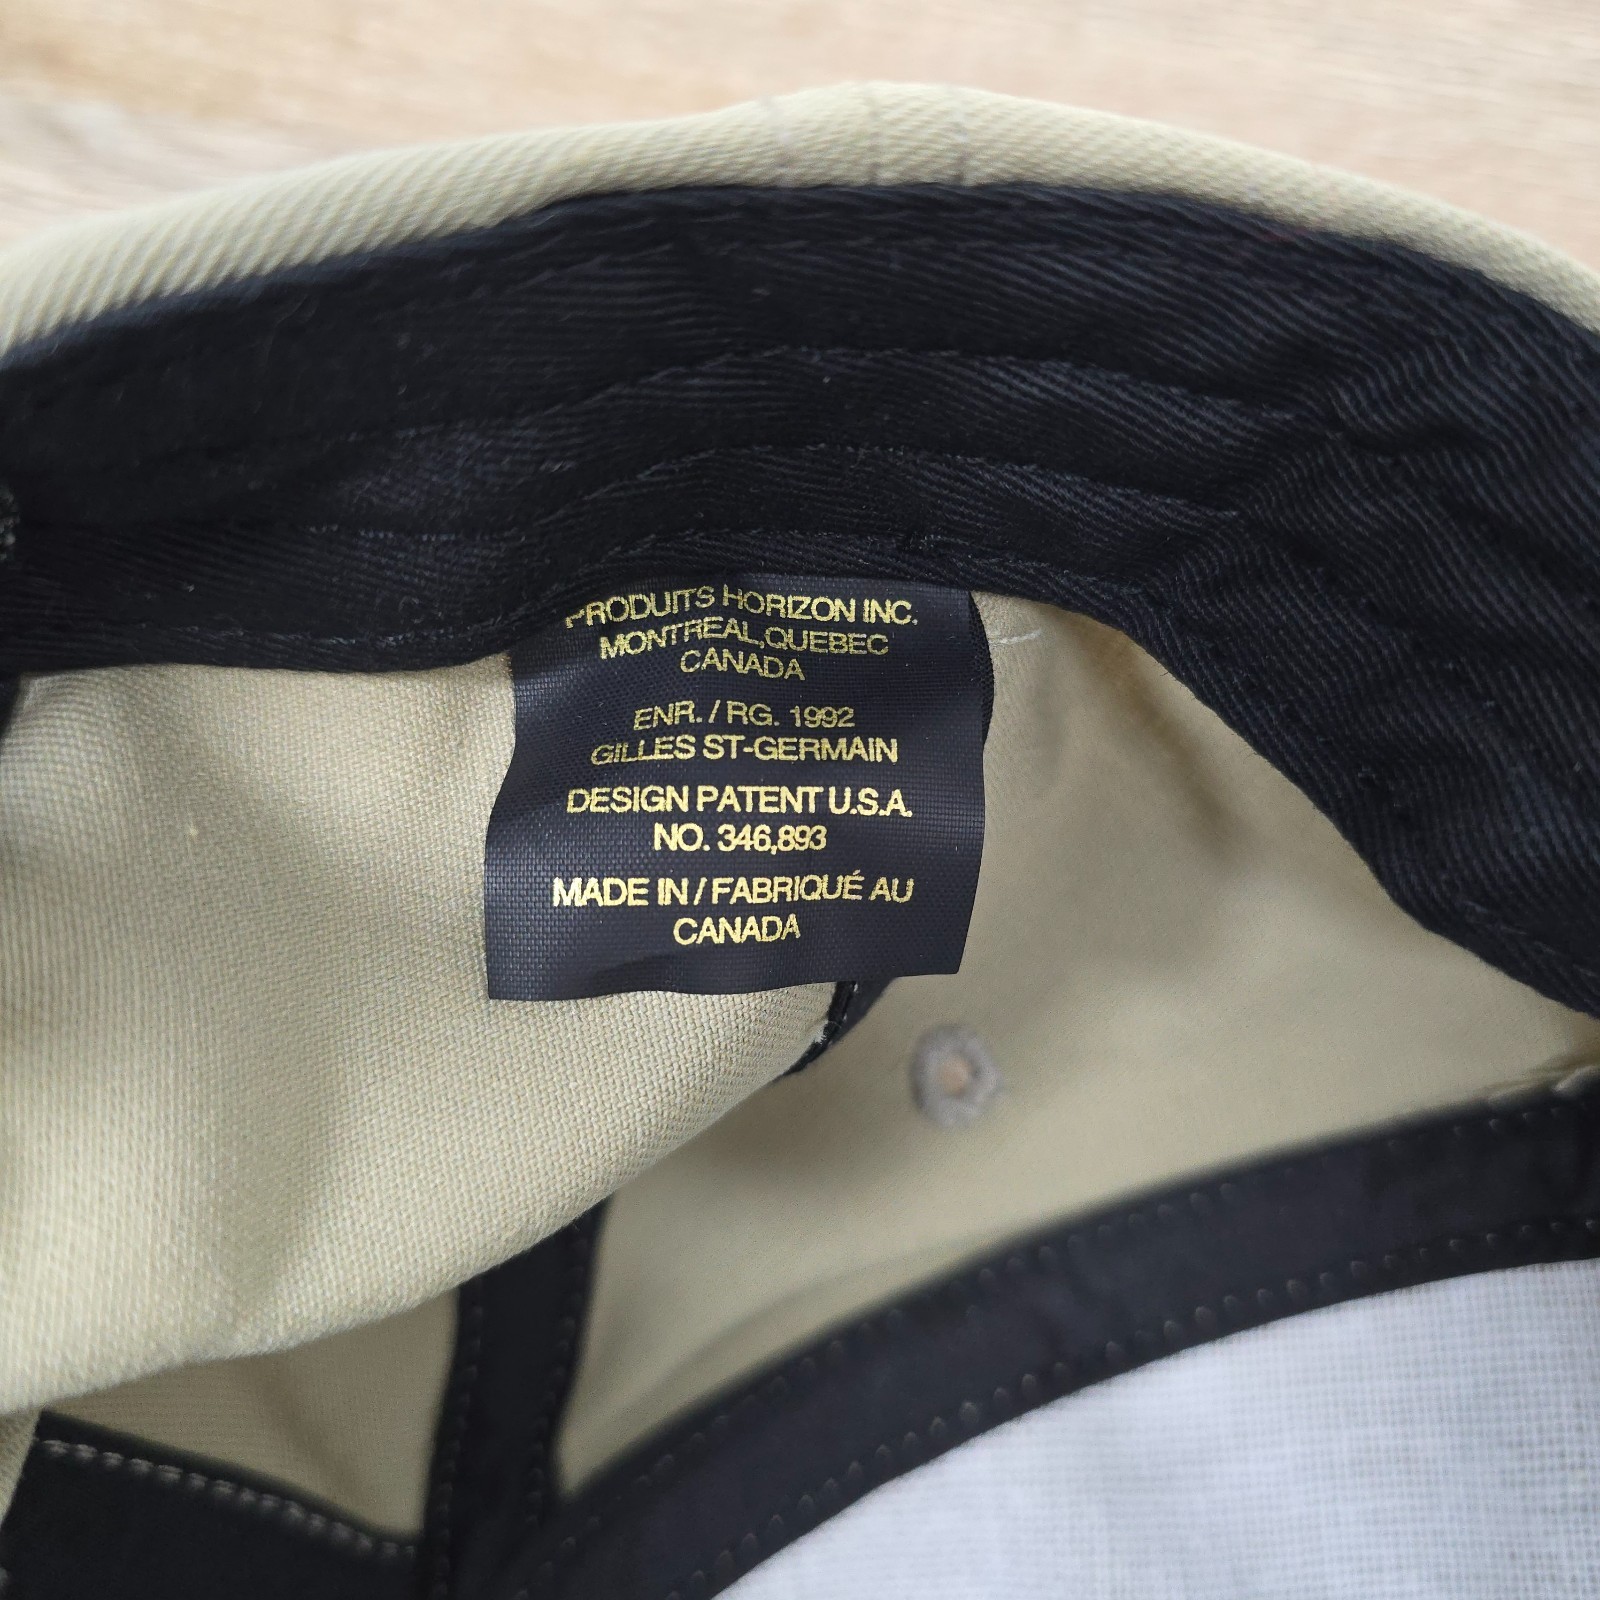 PRODUITS HORIZON INC.
MONTREAL,QUEBEC
CANADA
ENR. / RG. 1992
GILLES ST-GERMAIN
DESIGN PATENT U.S.A.
NO. 346,893
MADE IN / FABRIQUÉ AU
CANADA